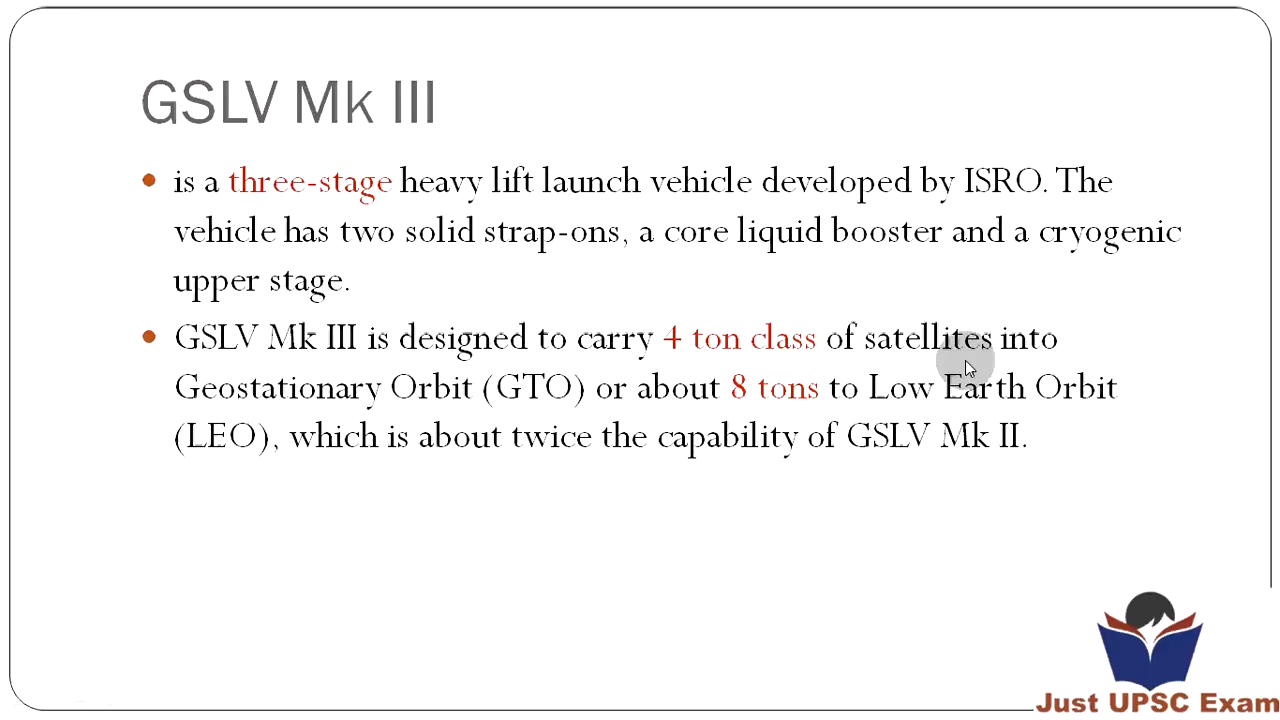 GSLV Mk III
• is a three-stage heavy lift launch vehicle developed by ISRO. The
vehicle has two solid strap-ons, a core liquid booster and a cryogenic
upper stage.
• GSLV Mk III is designed to carry 4 ton class of satellites into
Geostationary Orbit (GTO) or about 8 tons to Low Earth Orbit
(LEO), which is about twice the capability of GSLV Mk II.
Just UPSC Exam